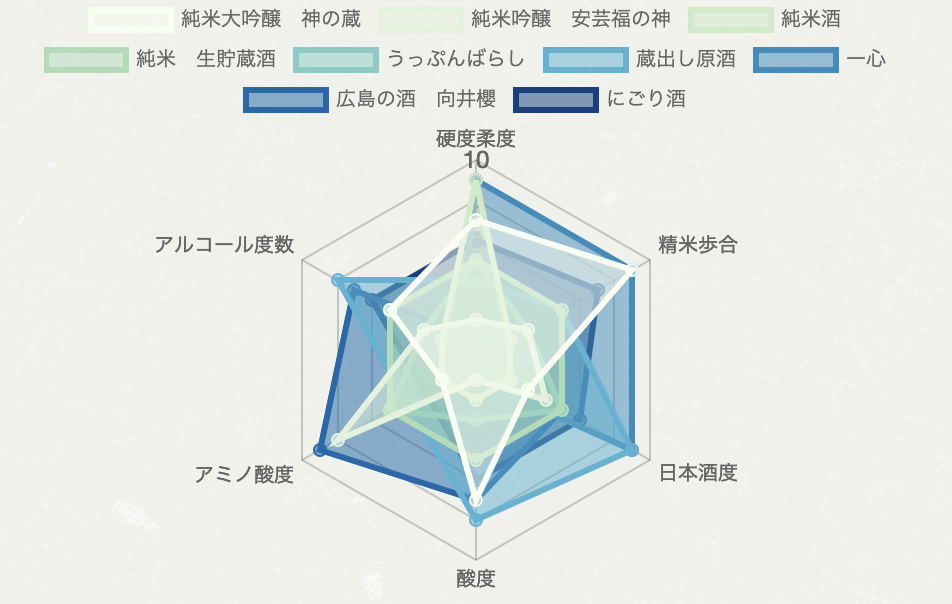 純米大吟醸　神の蔵 純米吟醸　安芸福の神 純米酒
純米　生貯蔵酒 うっぷんばらし 蔵出し原酒 一心
広島の酒　向井櫻 にごり酒
硬度柔度
10
アルコール度数 精米歩合
アミノ酸度 日本酒度
酸度